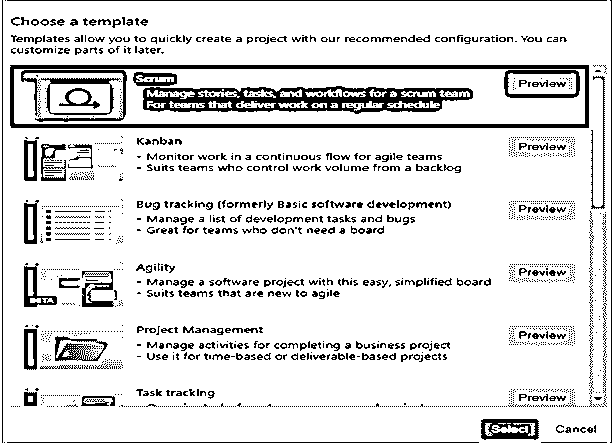 Choose a template
Templates allow you to quickly create a project with our recommended configuration. You can
customize parts of it later.
Scrum
Manage stories, tasks, and workflows for a scrum team
For teams that deliver work on a regular schedule
Preview
Kanban
- Monitor work in a continuous flow for agile teams
- Suits teams who control work volume from a backlog
Preview
Bug tracking (formerly Basic software development)
- Manage a list of development tasks and bugs
- Great for teams who don't need a board
Preview
Agility
- Manage a software project with this easy, simplified board
- Suits teams that are new to agile
BETA
Preview
Project Management
- Manage activities for completing a business project
- Use it for time-based or deliverable-based projects
Preview
Task tracking
Preview
Select
Cancel